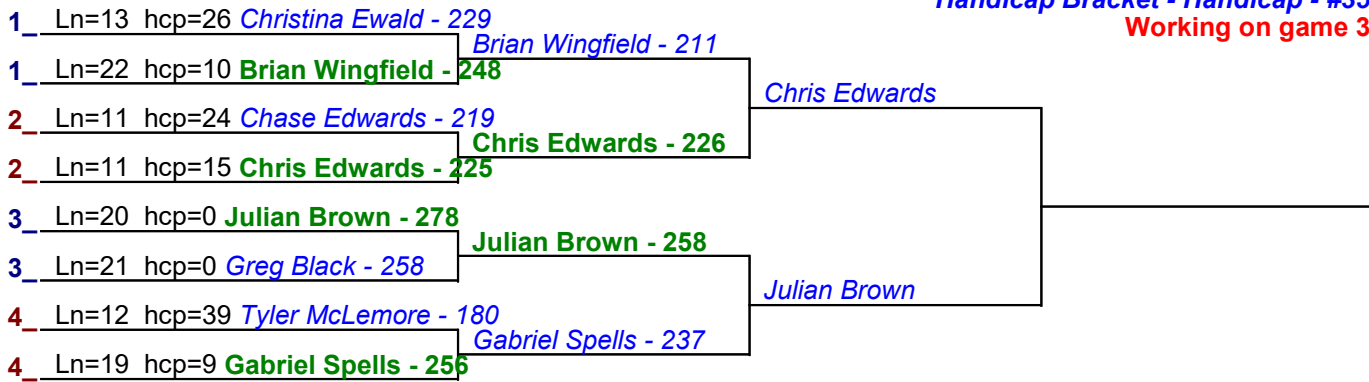 Handicap Bracket - Handicap - #35
Working on game 3
1_ Ln=13 hcp=26 Christina Ewald - 229
Brian Wingfield - 211
1_ Ln=22 hcp=10 Brian Wingfield - 248
Chris Edwards
2_ Ln=11 hcp=24 Chase Edwards - 219
Chris Edwards - 226
2_ Ln=11 hcp=15 Chris Edwards - 225
3_ Ln=20 hcp=0 Julian Brown - 278
Julian Brown - 258
3_ Ln=21 hcp=0 Greg Black - 258
Julian Brown
4_ Ln=12 hcp=39 Tyler McLemore - 180
Gabriel Spells - 237
4_ Ln=19 hcp=9 Gabriel Spells - 256